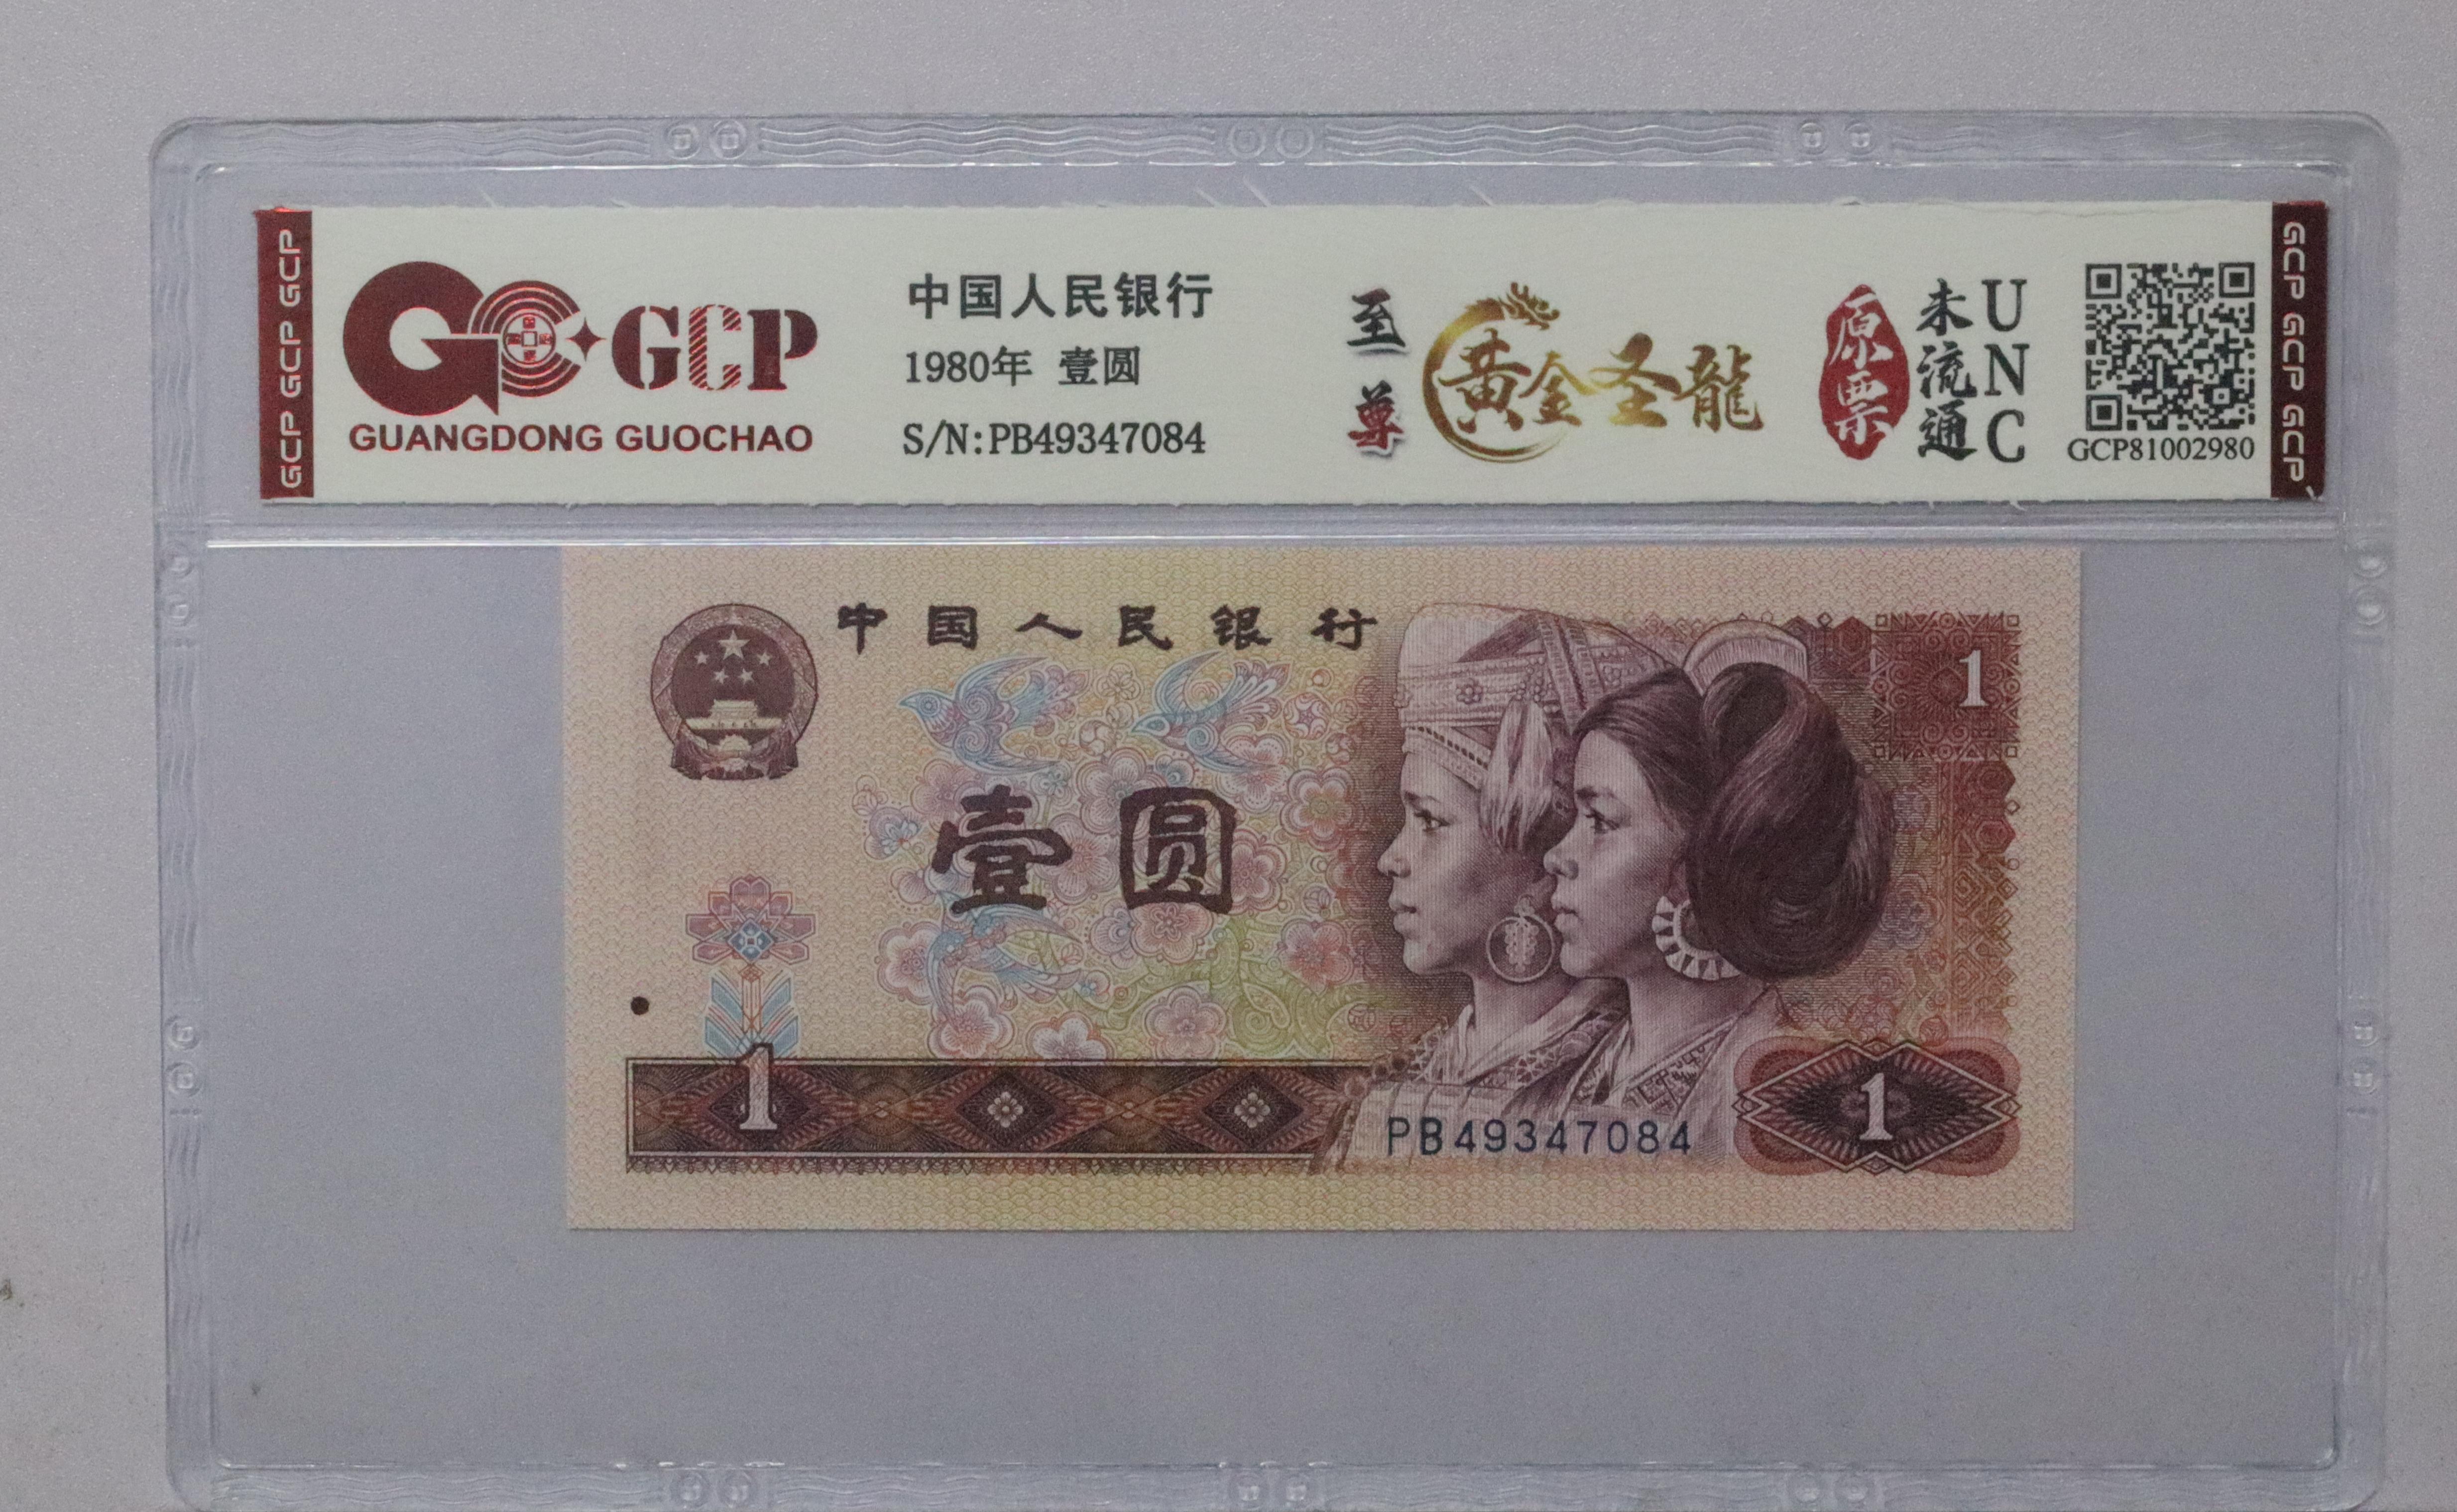 GCP GCP GCP
GCP
GUANGDONG GUOCHAO
中国人民银行
1980年 壹圆
S/N:PB49347084
至尊
黄金圣龍
原票
未流通
UNC
GCP81002980
GCP GCP GCP
中国人民银行
1
壹圆
1
PB49347084
1